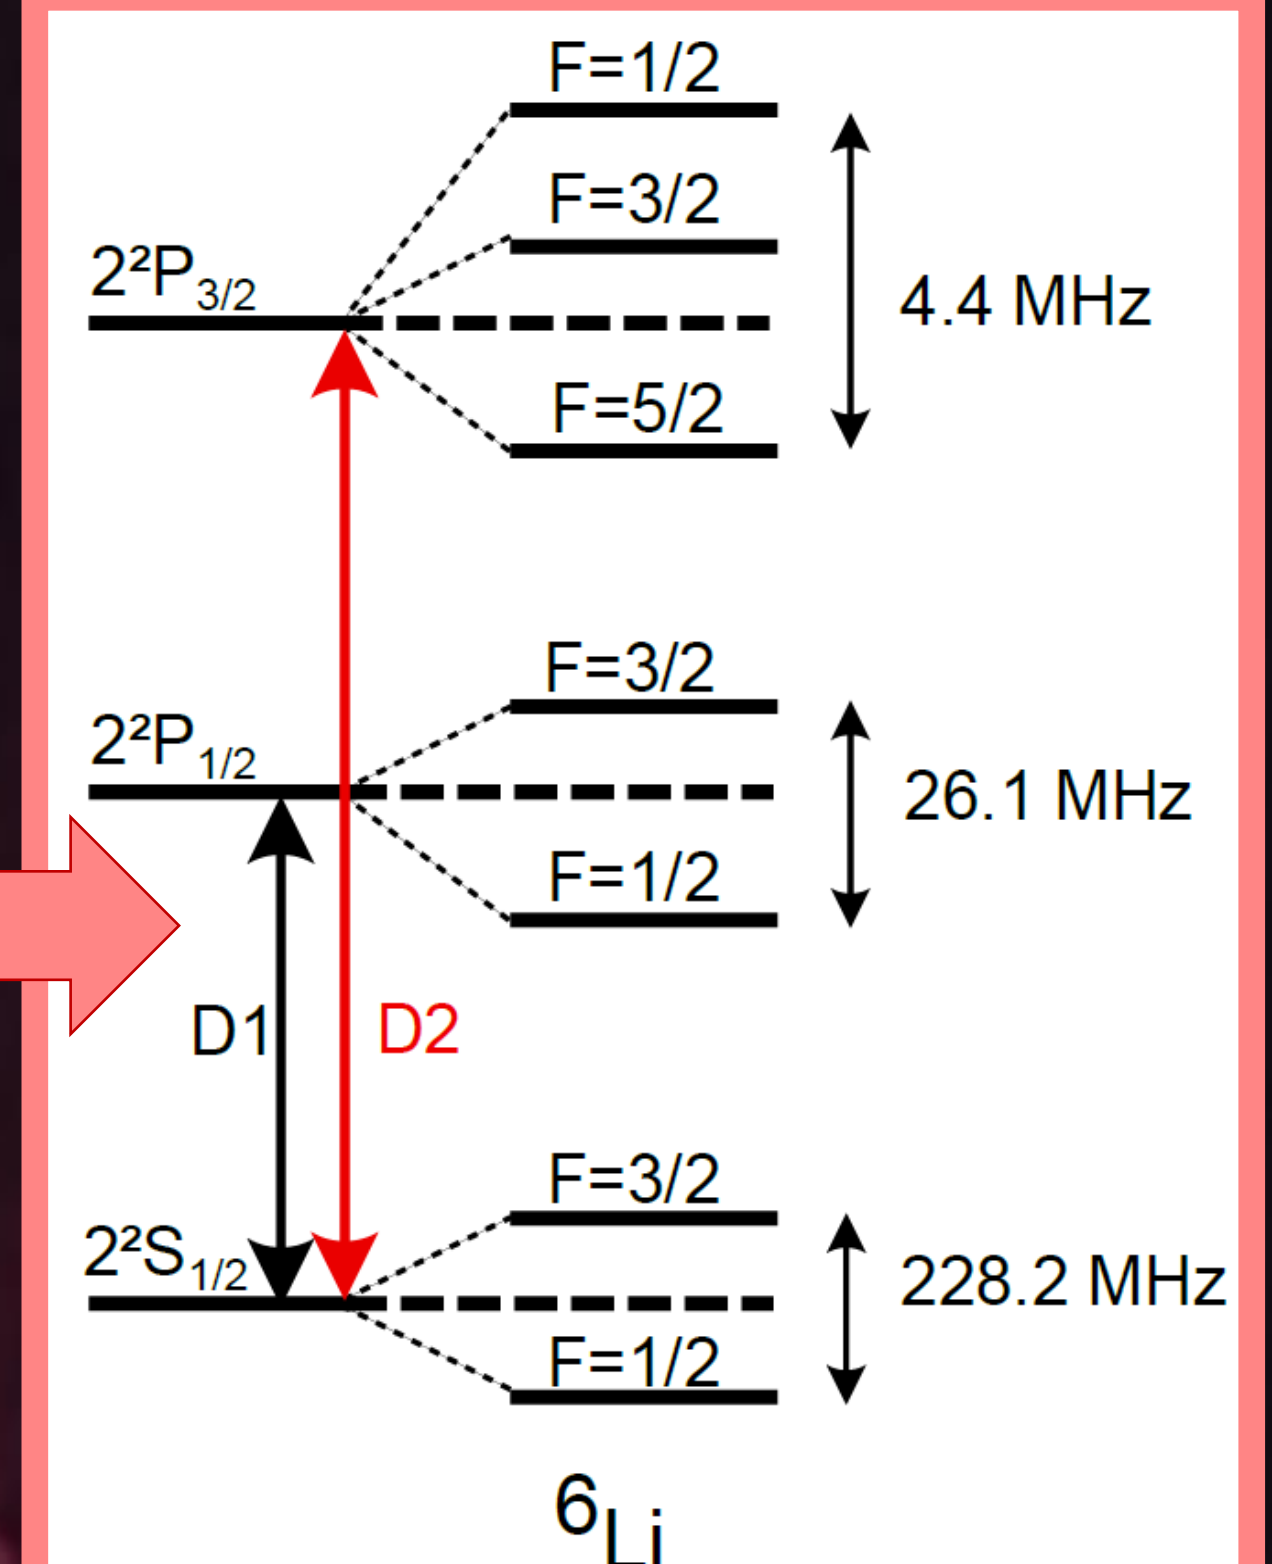 F=1/2
F=3/2
2²P3/2
4.4 MHz
F=5/2
F=3/2
2²P1/2
26.1 MHz
F=1/2
D1 D2
F=3/2
2²S1/2
228.2 MHz
F=1/2
6Li